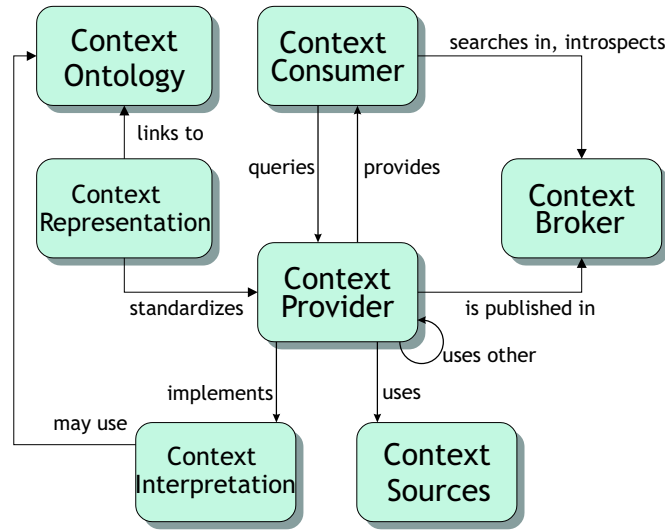 Context
Ontology
Context
Consumer
searches in, introspects
links to
queries
provides
Context
Representation
Context
Broker
Context
Provider
standardizes
is published in
uses other
implements
uses
may use
Context
Interpretation
Context
Sources